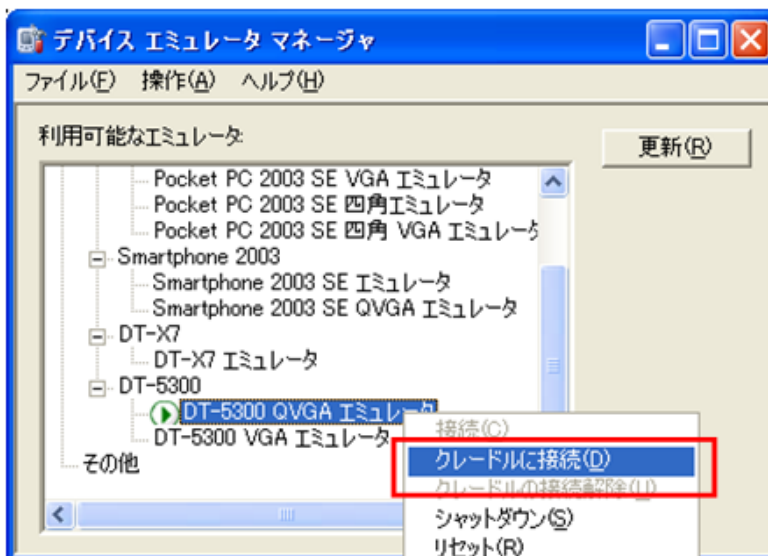 デバイス エミュレータ マネージャ
ファイル(F) 操作(A) ヘルプ(H)
利用可能なエミュレータ:
更新(R)
Pocket PC 2003 SE VGA エミュレータ
Pocket PC 2003 SE 四角エミュレータ
Pocket PC 2003 SE 四角 VGA エミュレータ
Smartphone 2003
Smartphone 2003 SE エミュレータ
Smartphone 2003 SE QVGA エミュレータ
DT-X7
DT-X7 エミュレータ
DT-5300
DT-5300 QVGA エミュレータ
DT-5300 VGA エミュレータ
その他
接続(C)
クレードルに接続(D)
クレードルの接続解除(U)
シャットダウン(S)
リセット(R)